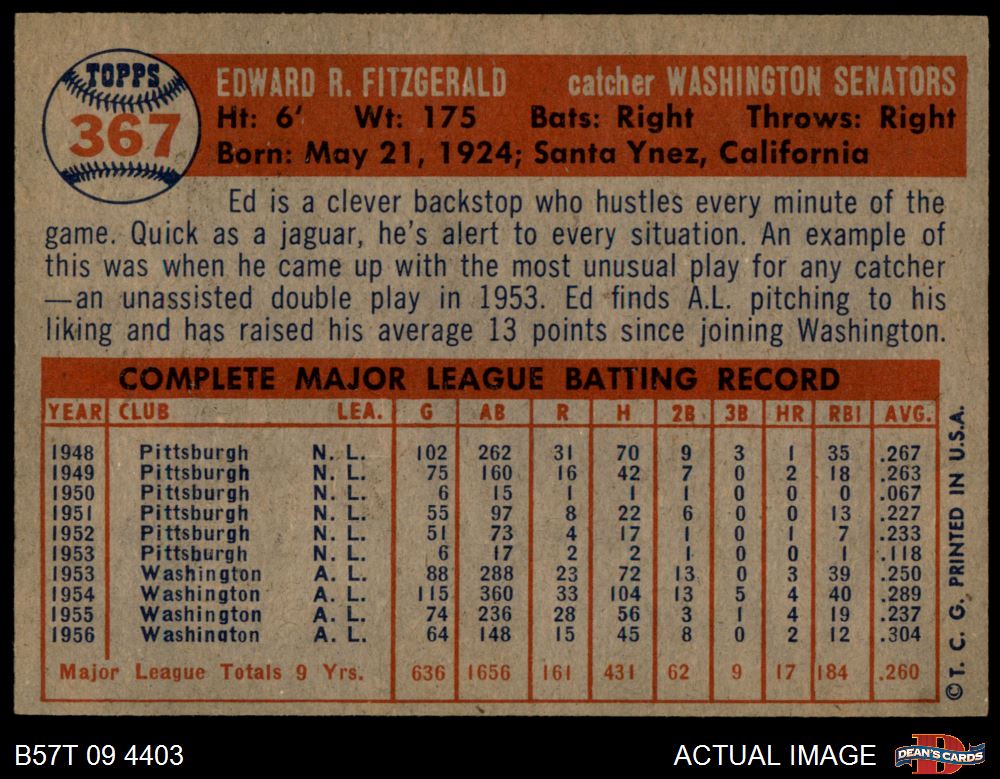 TOPPS
367
EDWARD R. FITZGERALD catcher WASHINGTON SENATORS
Ht: 6' Wt: 175 Bats: Right Throws: Right
Born: May 21, 1924; Santa Ynez, California
Ed is a clever backstop who hustles every minute of the
game. Quick as a jaguar, he's alert to every situation. An example of
this was when he came up with the most unusual play for any catcher
—an unassisted double play in 1953. Ed finds A.L. pitching to his
liking and has raised his average 13 points since joining Washington.
COMPLETE MAJOR LEAGUE BATTING RECORD
YEAR CLUB LEA. G AB R H 2B 3B HR RBI AVG.
1948 Pittsburgh N. L. 102 262 31 70 9 3 1 35 .267
1949 Pittsburgh N. L. 75 160 16 42 7 0 2 18 .263
1950 Pittsburgh N. L. 6 15 1 1 1 0 0 0 .067
1951 Pittsburgh N. L. 55 97 8 22 6 0 0 13 .227
1952 Pittsburgh N. L. 51 73 4 17 1 0 1 7 .233
1953 Pittsburgh N. L. 6 17 2 2 1 0 0 1 .118
1953 Washington A. L. 88 288 23 72 13 0 3 39 .250
1954 Washington A. L. 115 360 33 104 13 5 4 40 .289
1955 Washington A. L. 74 236 28 56 3 1 4 19 .237
1956 Washington A. L. 64 148 15 45 8 0 2 12 .304
Major League Totals 9 Yrs. 636 1656 161 431 62 9 17 184 .260
©T. C. G. PRINTED IN U.S.A.
B57T 09 4403 ACTUAL IMAGE
D
DEAN'S CARDS